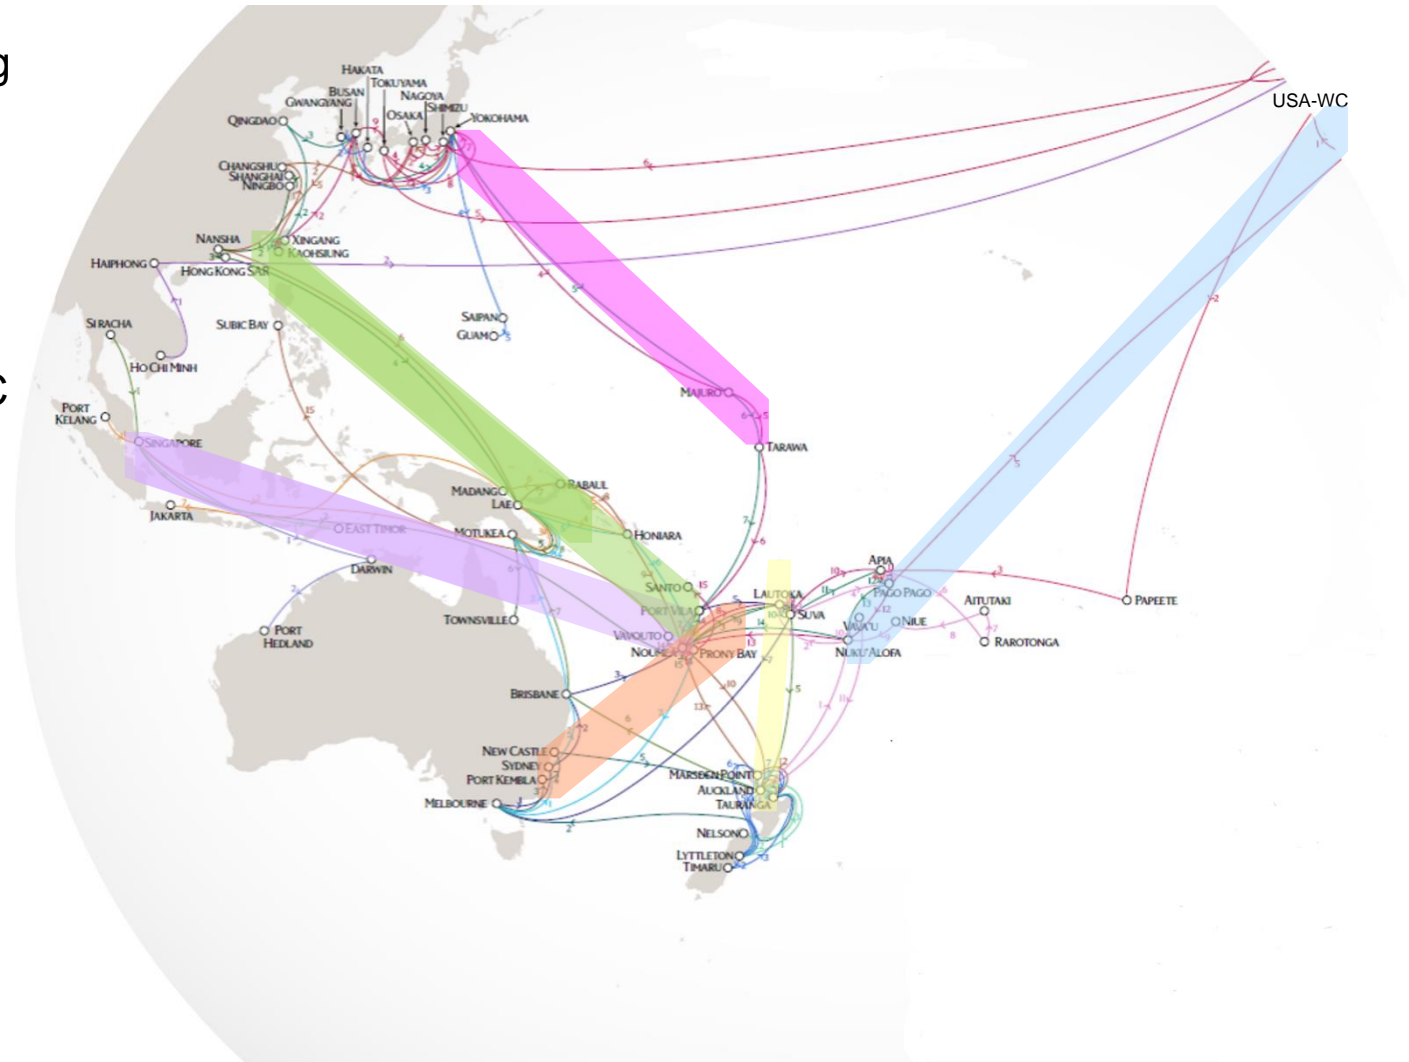 g
C
USA-WC
HAKATA
TOKUYAMA
BUSAN
NAGOYA
GWANGYANG
SHIMIZU
OSAKA
YOKOHAMA
QINGDAO
CHANGSHU
SHANGHAI
NINGBO
NANSHA
XINGANG
KAOHSIUNG
HAIPHONG
HONG KONG SAR
SIRACHA
SUBIC BAY
SAIPAN
GUAM
HO CHI MINH
MAJURO
PORT
KELANG
SINGAPORE
TARAWA
MADANG
RABAUL
LAE
JAKARTA
EAST TIMOR
MOTUKEA
HONIARA
DARWIN
APIA
SANTO
LAUTOKA
PAGO PAGO
AITUTAKI
PAPEETE
PORT VILA
SUVA
TOWNSVILLE
VAVA'U
NIUE
PORT
HEDLAND
VAVOUTO
NOUMEA
PRONY BAY
NUKU'ALOFA
RAROTONGA
BRISBANE
NEW CASTLE
SYDNEY
PORT KEMBLA
MELBOURNE
MARSDEN POINT
AUCKLAND
TAURANGA
NELSON
LYTTLETON
TIMARU